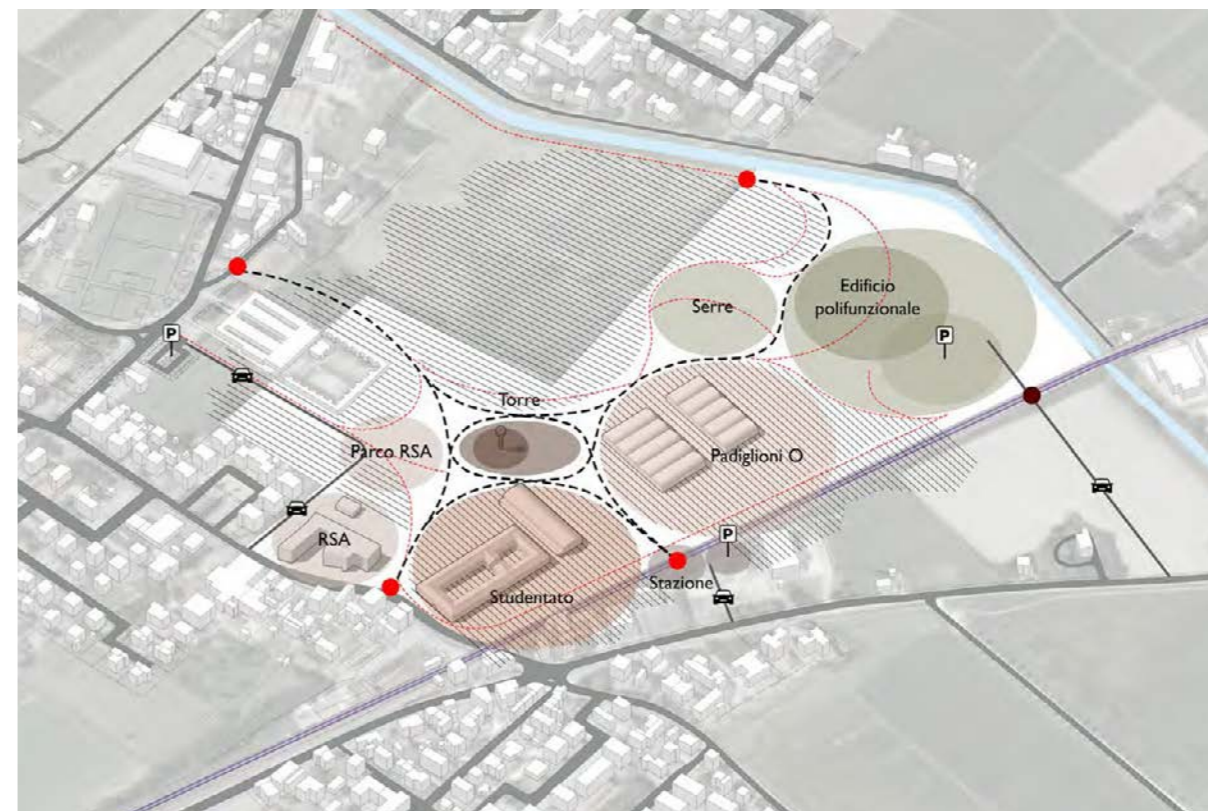 Edificio
polifunzionale
Serre
P
P
Torre
Parco RSA
Padiglioni O
P
RSA
Stazione
Studentato